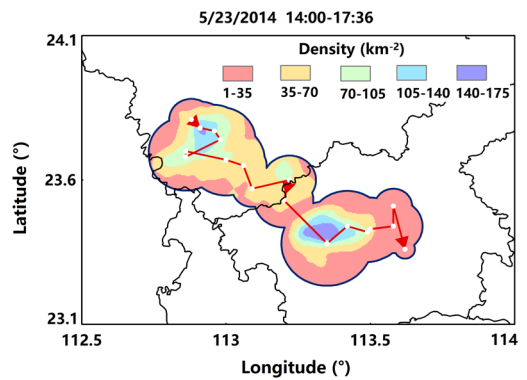 5/23/2014 14:00-17:36
24.1
Density (km-2)
1-35 35-70 70-105 105-140 140-175
23.6
Latitude (°)
23.1
112.5 113 113.5 114
Longitude (°)